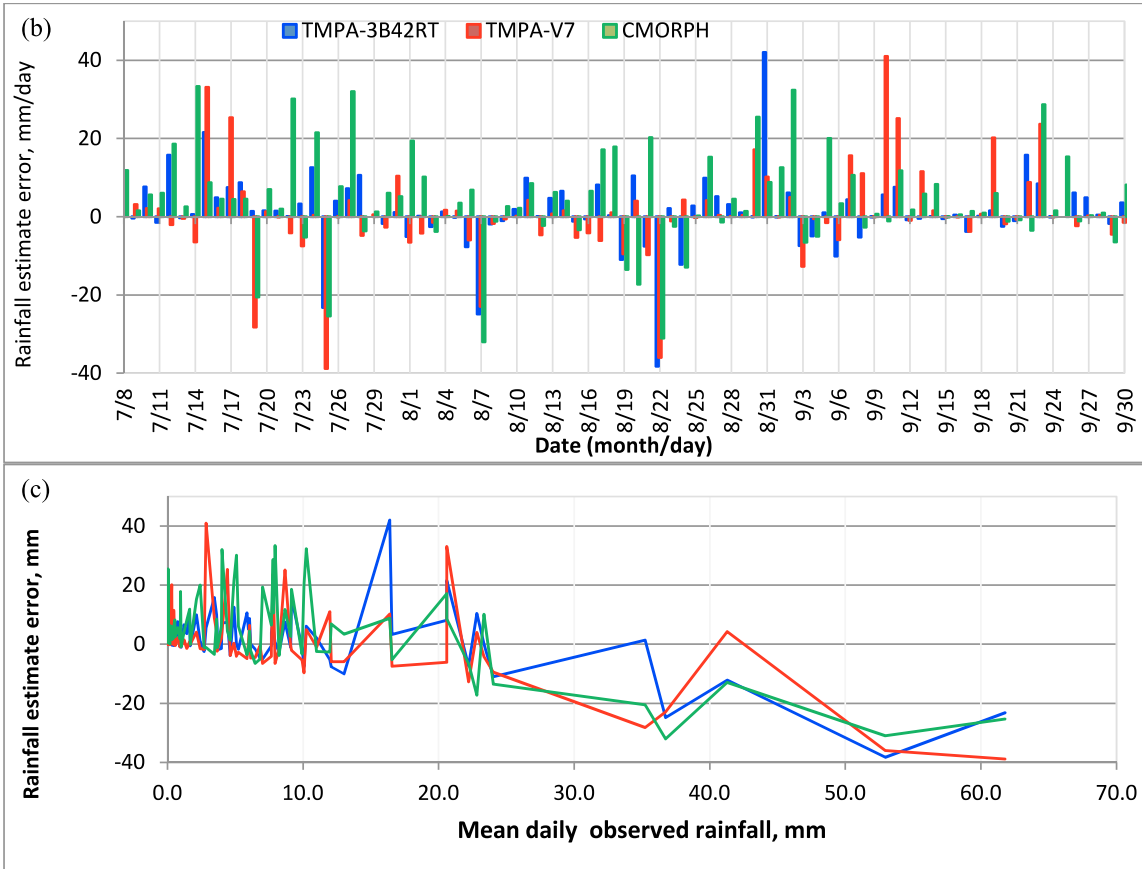 (b)
TMPA-3B42RT TMPA-V7 CMORPH
Rainfall estimate error, mm/day
40
20
0
-20
-40
7/8 7/11 7/14 7/17 7/20 7/23 7/26 7/29 8/1 8/4 8/7 8/10 8/13 8/16 8/19 8/22 8/25 8/28 8/31 9/3 9/6 9/9 9/12 9/15 9/18 9/21 9/24 9/27 9/30
Date (month/day)
(c)
Rainfall estimate error, mm
40
20
0
-20
-40
0.0 10.0 20.0 30.0 40.0 50.0 60.0 70.0
Mean daily observed rainfall, mm